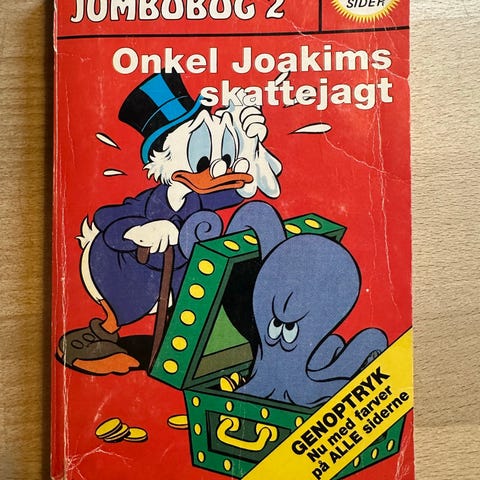 JUMBOBOG 2
SIDER
Onkel Joakims
skattejagt
GENOPTRYK
Nu med farver
på ALLE siderne